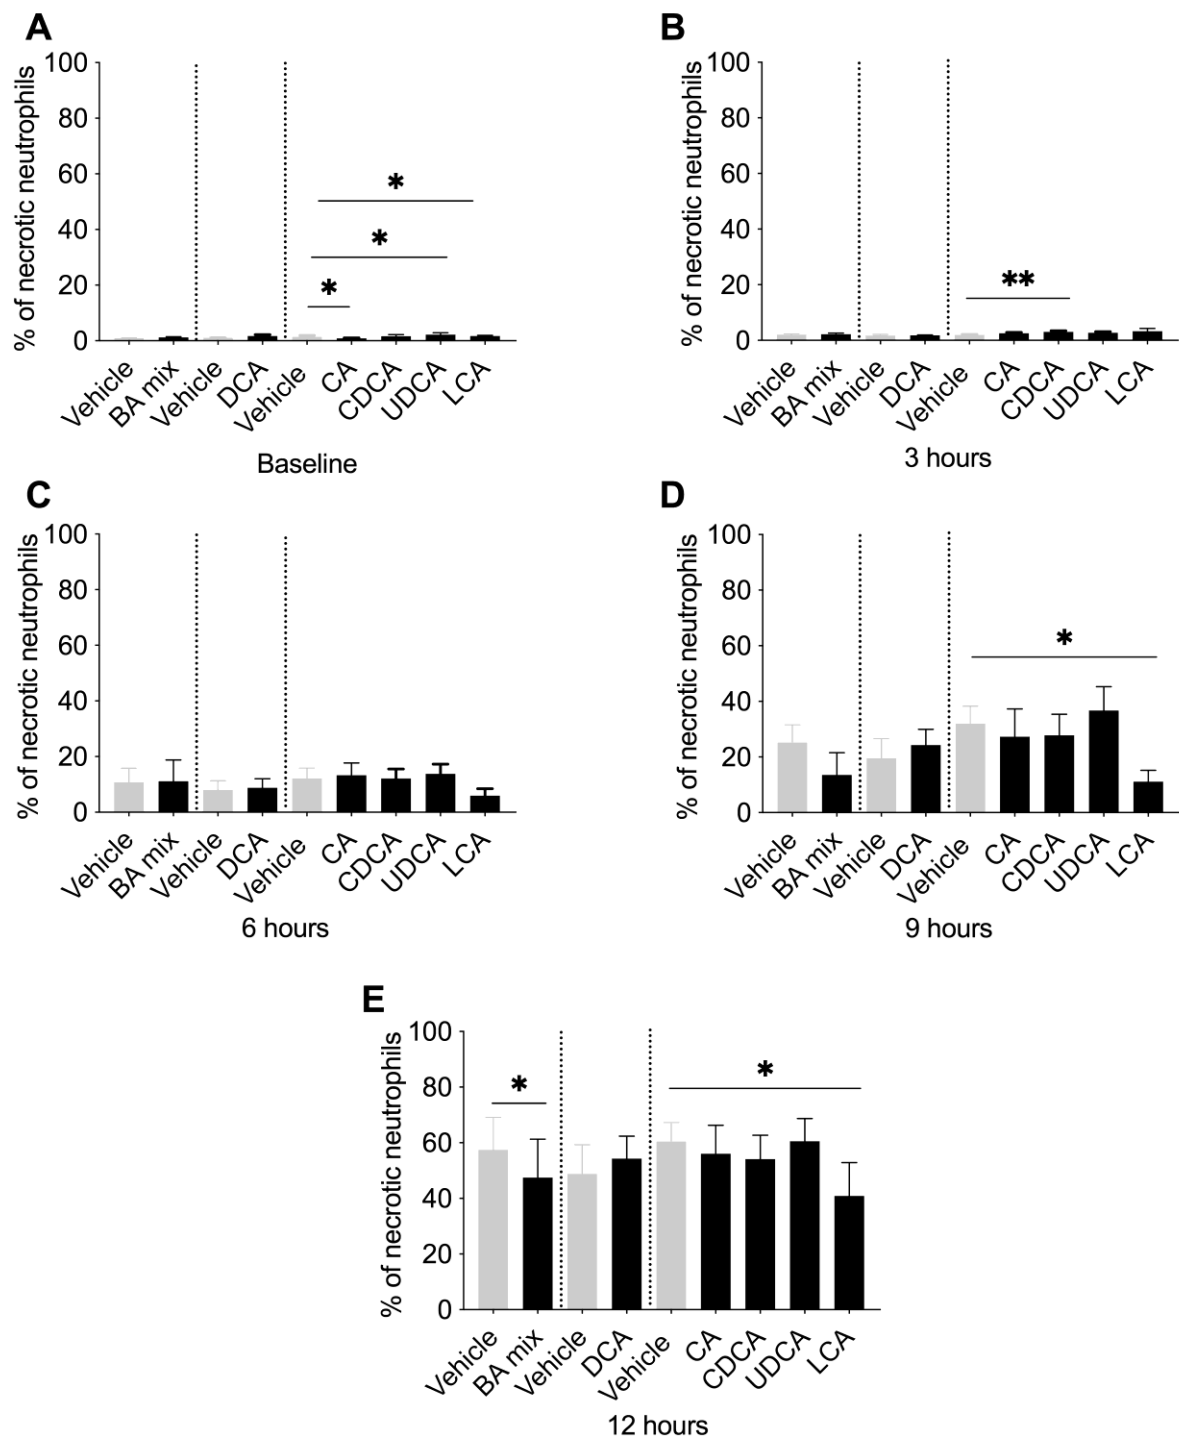 A
% of necrotic neutrophils
100
80
60
40
20
0
*
*
*
Vehicle
BA mix
Vehicle
DCA
Vehicle
CA
CDCA
UDCA
LCA
Baseline
B
% of necrotic neutrophils
100
80
60
40
20
0
**
Vehicle
BA mix
Vehicle
DCA
Vehicle
CA
CDCA
UDCA
LCA
3 hours
C
% of necrotic neutrophils
100
80
60
40
20
0
Vehicle
BA mix
Vehicle
DCA
Vehicle
CA
CDCA
UDCA
LCA
6 hours
D
% of necrotic neutrophils
100
80
60
40
20
0
*
Vehicle
BA mix
Vehicle
DCA
Vehicle
CA
CDCA
UDCA
LCA
9 hours
E
% of necrotic neutrophils
100
80
60
40
20
0
*
*
Vehicle
BA mix
Vehicle
DCA
Vehicle
CA
CDCA
UDCA
LCA
12 hours